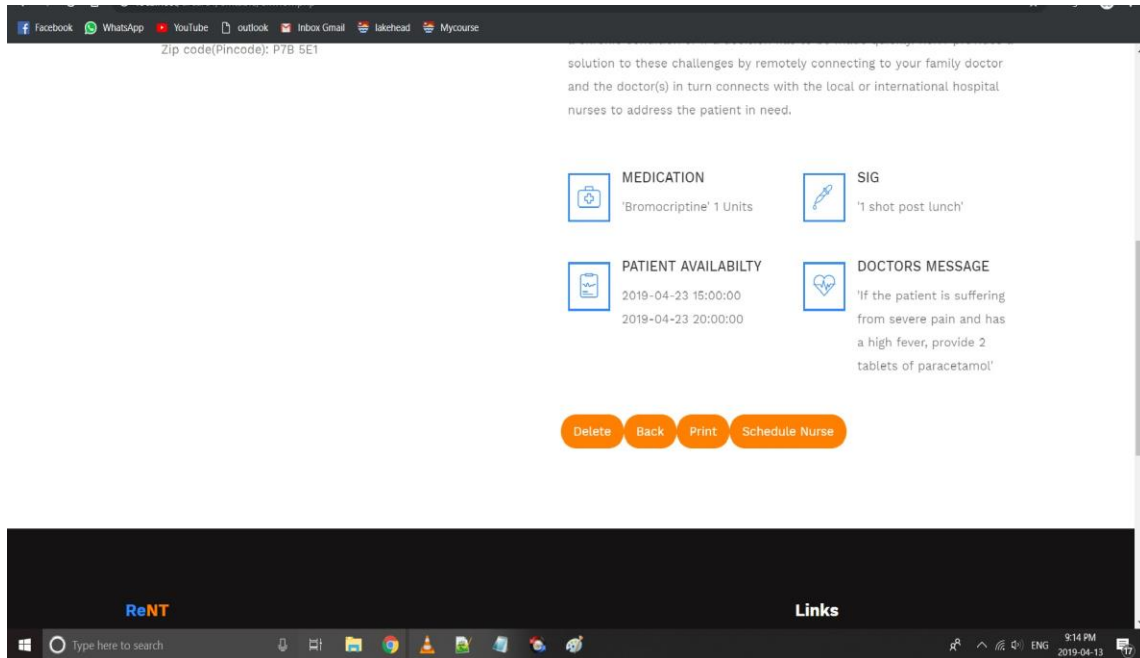 Facebook WhatsApp YouTube outlook Inbox Gmail lakehead Mycourse
Zip code(Pincode): P7B 5E1
solution to these challenges by remotely connecting to your family doctor
and the doctor(s) in turn connects with the local or international hospital
nurses to address the patient in need.
MEDICATION
'Bromocriptine' 1 Units
SIG
'1 shot post lunch'
PATIENT AVAILABILTY
2019-04-23 15:00:00
2019-04-23 20:00:00
DOCTORS MESSAGE
'If the patient is suffering
from severe pain and has
a high fever, provide 2
tablets of paracetamol'
Delete Back Print Schedule Nurse
ReNT
Links
Type here to search
ENG
9:14 PM
2019-04-13
17